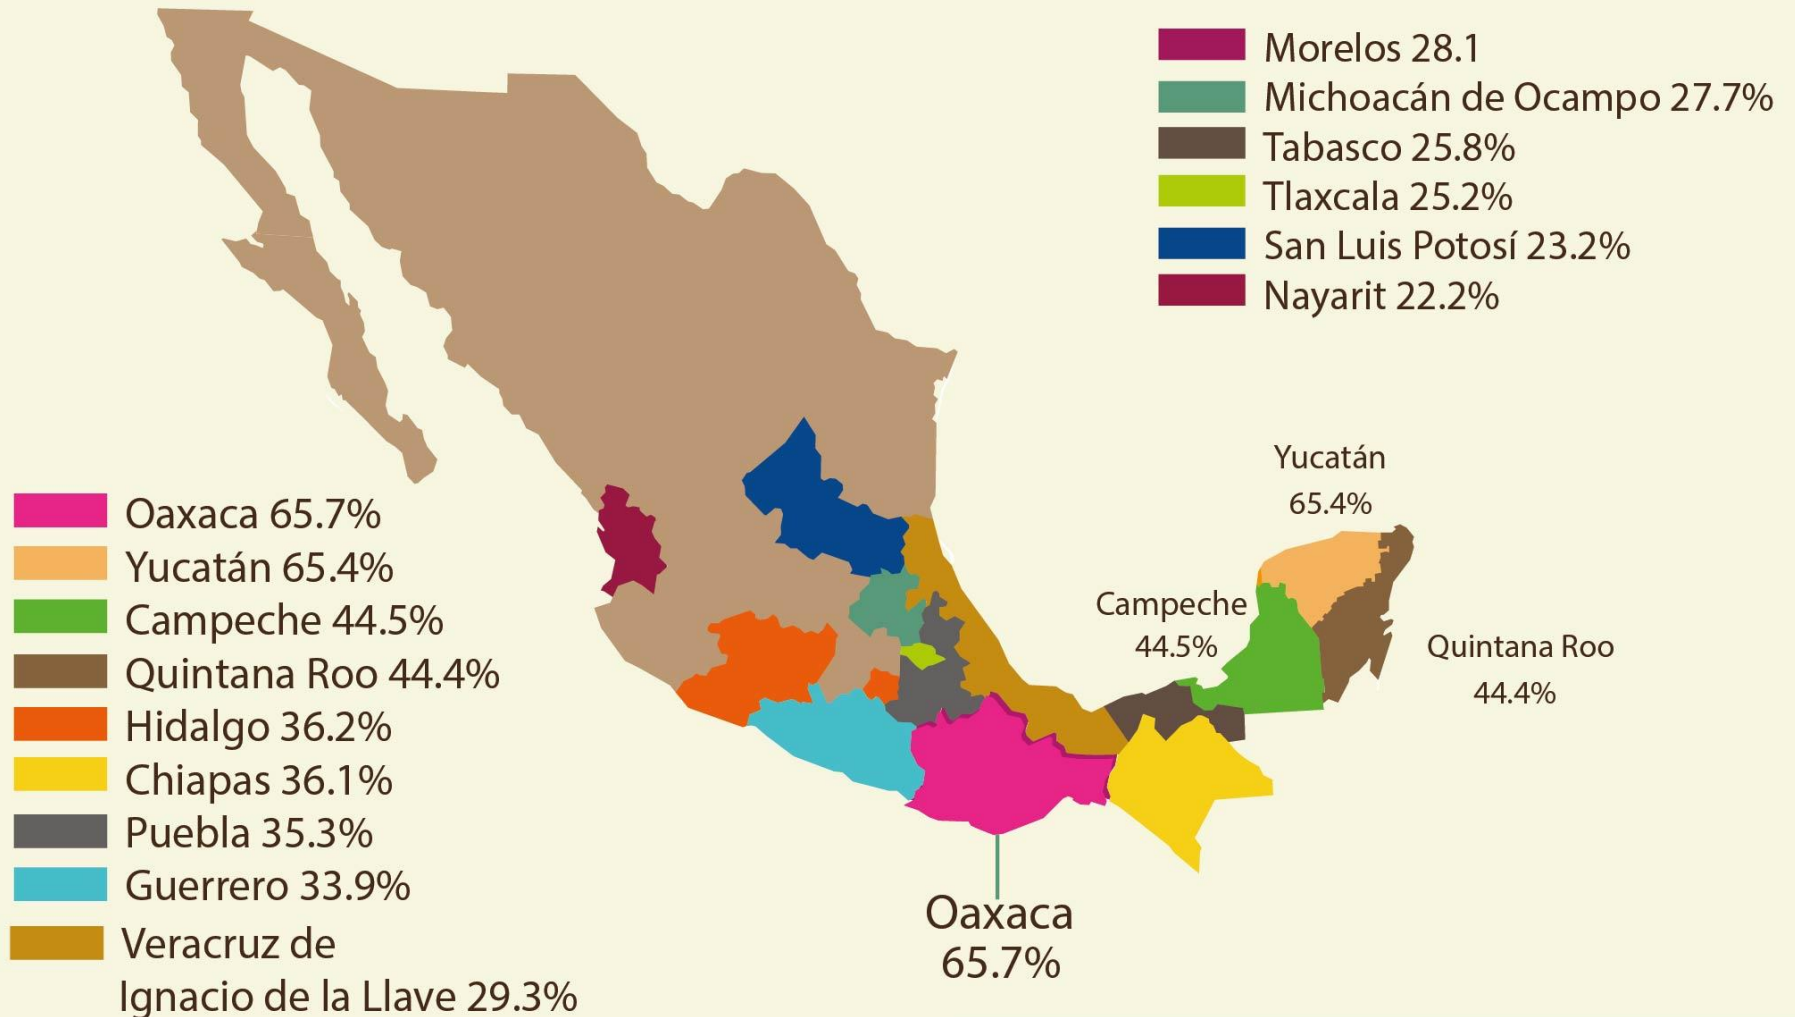 Morelos 28.1
Michoacán de Ocampo 27.7%
Tabasco 25.8%
Tlaxcala 25.2%
San Luis Potosí 23.2%
Nayarit 22.2%
Oaxaca 65.7%
Yucatán 65.4%
Campeche 44.5%
Quintana Roo 44.4%
Hidalgo 36.2%
Chiapas 36.1%
Puebla 35.3%
Guerrero 33.9%
Veracruz de
Ignacio de la Llave 29.3%
Yucatán
65.4%
Campeche
44.5%
Quintana Roo
44.4%
Oaxaca
65.7%